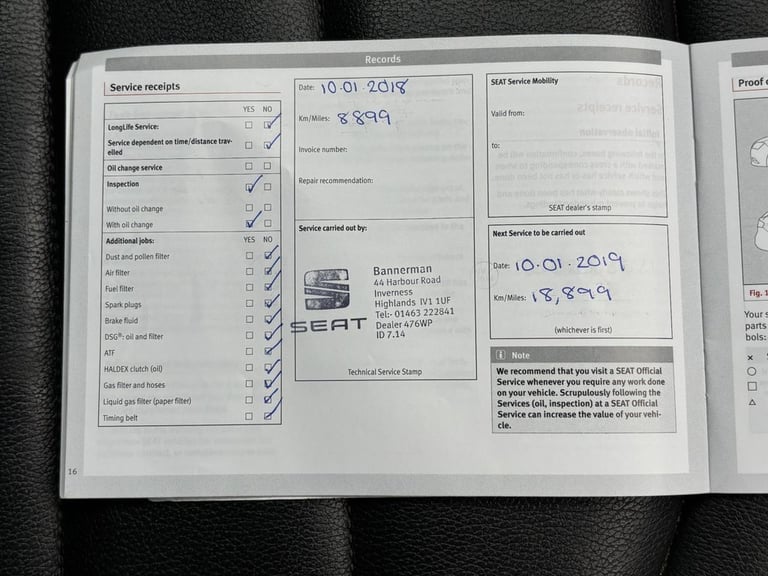 Records
Service receipts
YES NO
LongLife Service:
Service dependent on time/distance trav-
elled
Oil change service
Inspection
Without oil change
With oil change
Additional jobs: YES NO
Dust and pollen filter
Air filter
Fuel filter
Spark plugs
Brake fluid
DSG®: oil and filter
ATF
HALDEX clutch (oil)
Gas filter and hoses
Liquid gas filter (paper filter)
Timing belt
16
Date: 10.01.2018
Km/Miles: 8899
Invoice number:
Repair recommendation:
Service carried out by:
SEAT
Bannerman
44 Harbour Road
Inverness
Highlands IV1 1UF
Tel:- 01463 222841
Dealer 476WP
ID 7.14
Technical Service Stamp
SEAT Service Mobility
Valid from:
to:
SEAT dealer's stamp
Next Service to be carried out
Date: 10.01.2019
Km/Miles: 18,899
(whichever is first)
i Note
We recommend that you visit a SEAT Official
Service whenever you require any work done
on your vehicle. Scrupulously following the
Services (oil, inspection) at a SEAT Official
Service can increase the value of your vehi-
cle.
Proof
Fig. 1
Your
parts
bols: